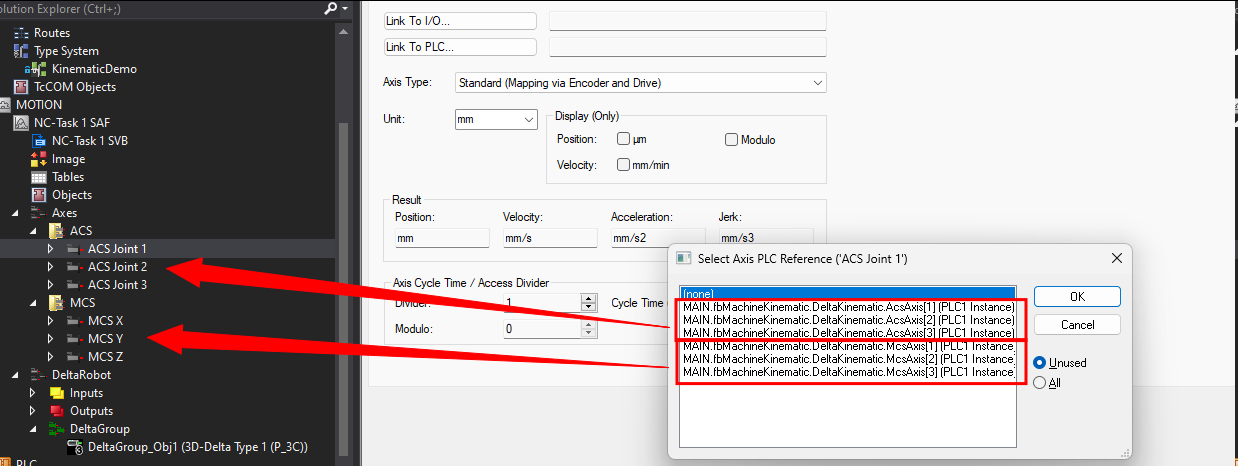 olution Explorer (Ctrl+;)
Routes
Type System
KinematicDemo
TcCOM Objects
MOTION
NC-Task 1 SAF
NC-Task 1 SVB
Image
Tables
Objects
Axes
ACS
ACS Joint 1
ACS Joint 2
ACS Joint 3
MCS
MCS X
MCS Y
MCS Z
DeltaRobot
Inputs
Outputs
DeltaGroup
DeltaGroup_Obj1 (3D-Delta Type 1 (P_3C))
PLC
Link To I/O...
Link To PLC...
Axis Type: Standard (Mapping via Encoder and Drive)
Unit: mm
Display (Only)
Position: µm Modulo
Velocity: mm/min
Result
Position: Velocity: Acceleration: Jerk:
mm mm/s mm/s2 mm/s3
Axis Cycle Time / Access Divider
Divider: 1 Cycle Time (
Modulo: 0
Select Axis PLC Reference ('ACS Joint 1')
(none)
MAIN.fbMachineKinematic.DeltaKinematic.AcsAxis[1] (PLC1 Instance)
MAIN.fbMachineKinematic.DeltaKinematic.AcsAxis[2] (PLC1 Instance)
MAIN.fbMachineKinematic.DeltaKinematic.AcsAxis[3] (PLC1 Instance)
MAIN.fbMachineKinematic.DeltaKinematic.McsAxis[1] (PLC1 Instance
MAIN.fbMachineKinematic.DeltaKinematic.McsAxis[2] (PLC1 Instance
MAIN.fbMachineKinematic.DeltaKinematic.McsAxis[3] (PLC1 Instance
OK
Cancel
Unused
All